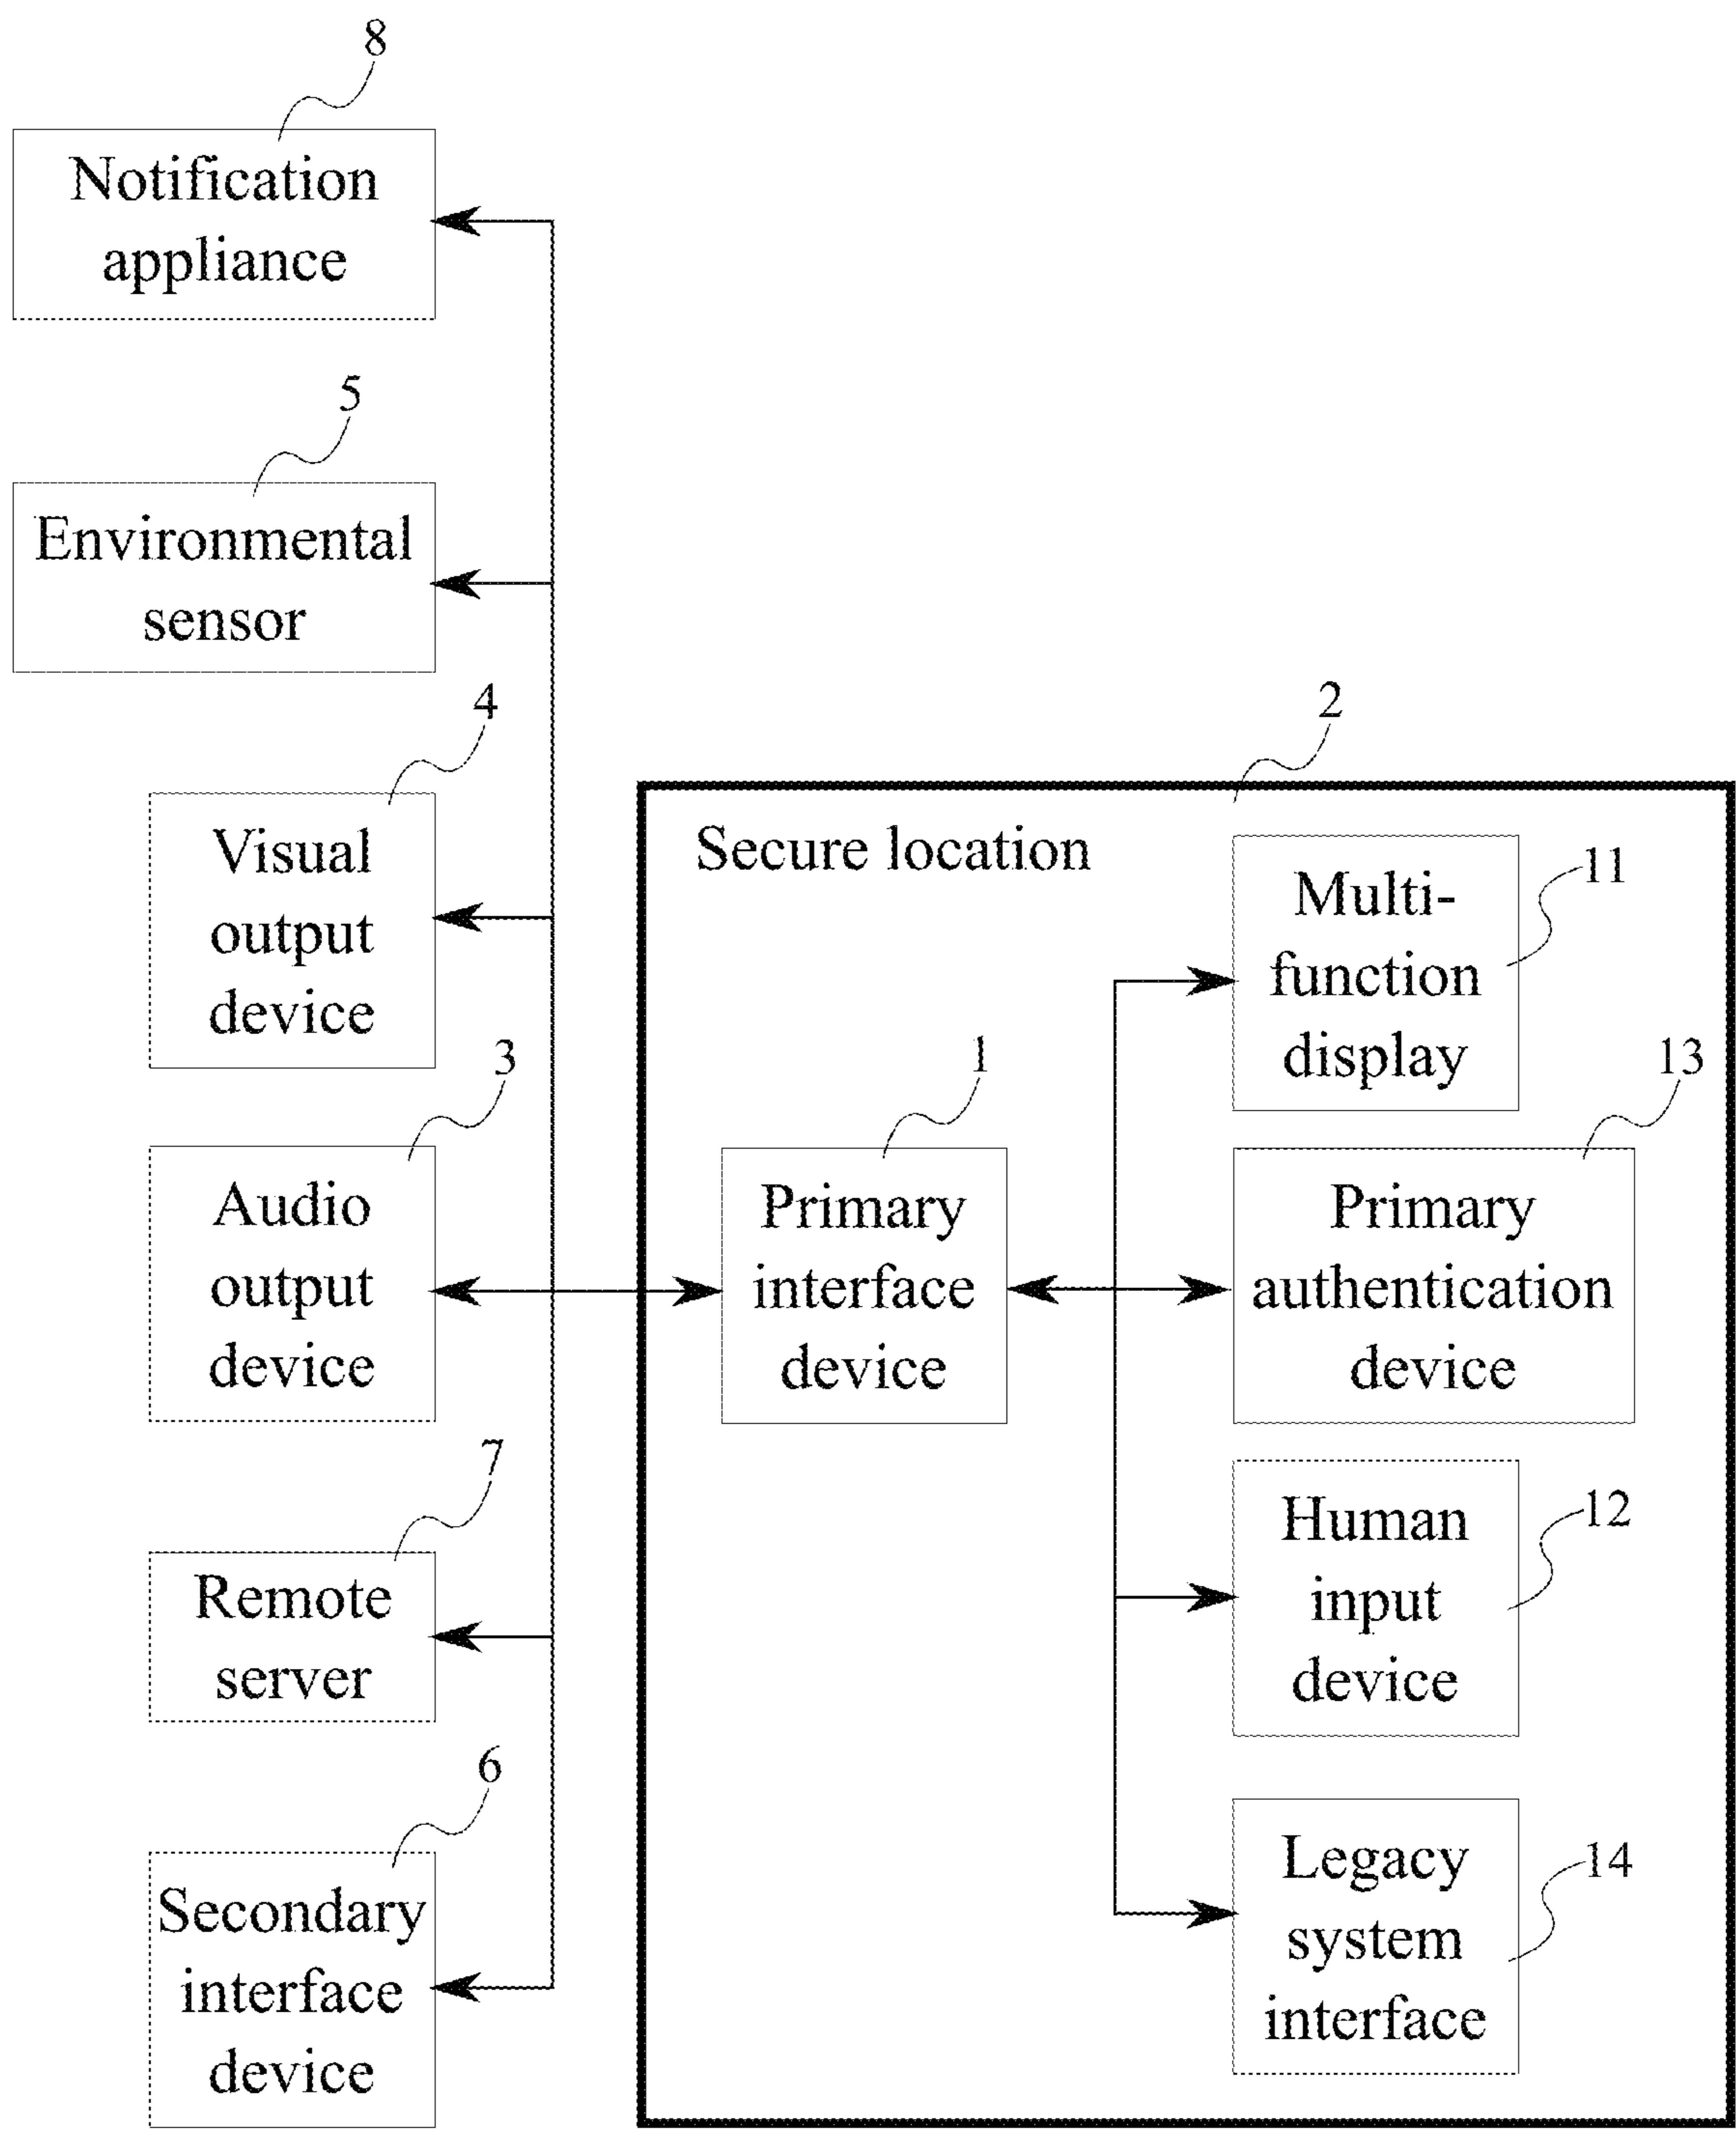 8
Notification
appliance
5
Environmental
sensor
4
Visual
output
device
3
Audio
output
device
7
Remote
server
6
Secondary
interface
device
2
Secure location
1
Primary
interface
device
11
Multi-
function
display
13
Primary
authentication
device
12
Human
input
device
14
Legacy
system
interface